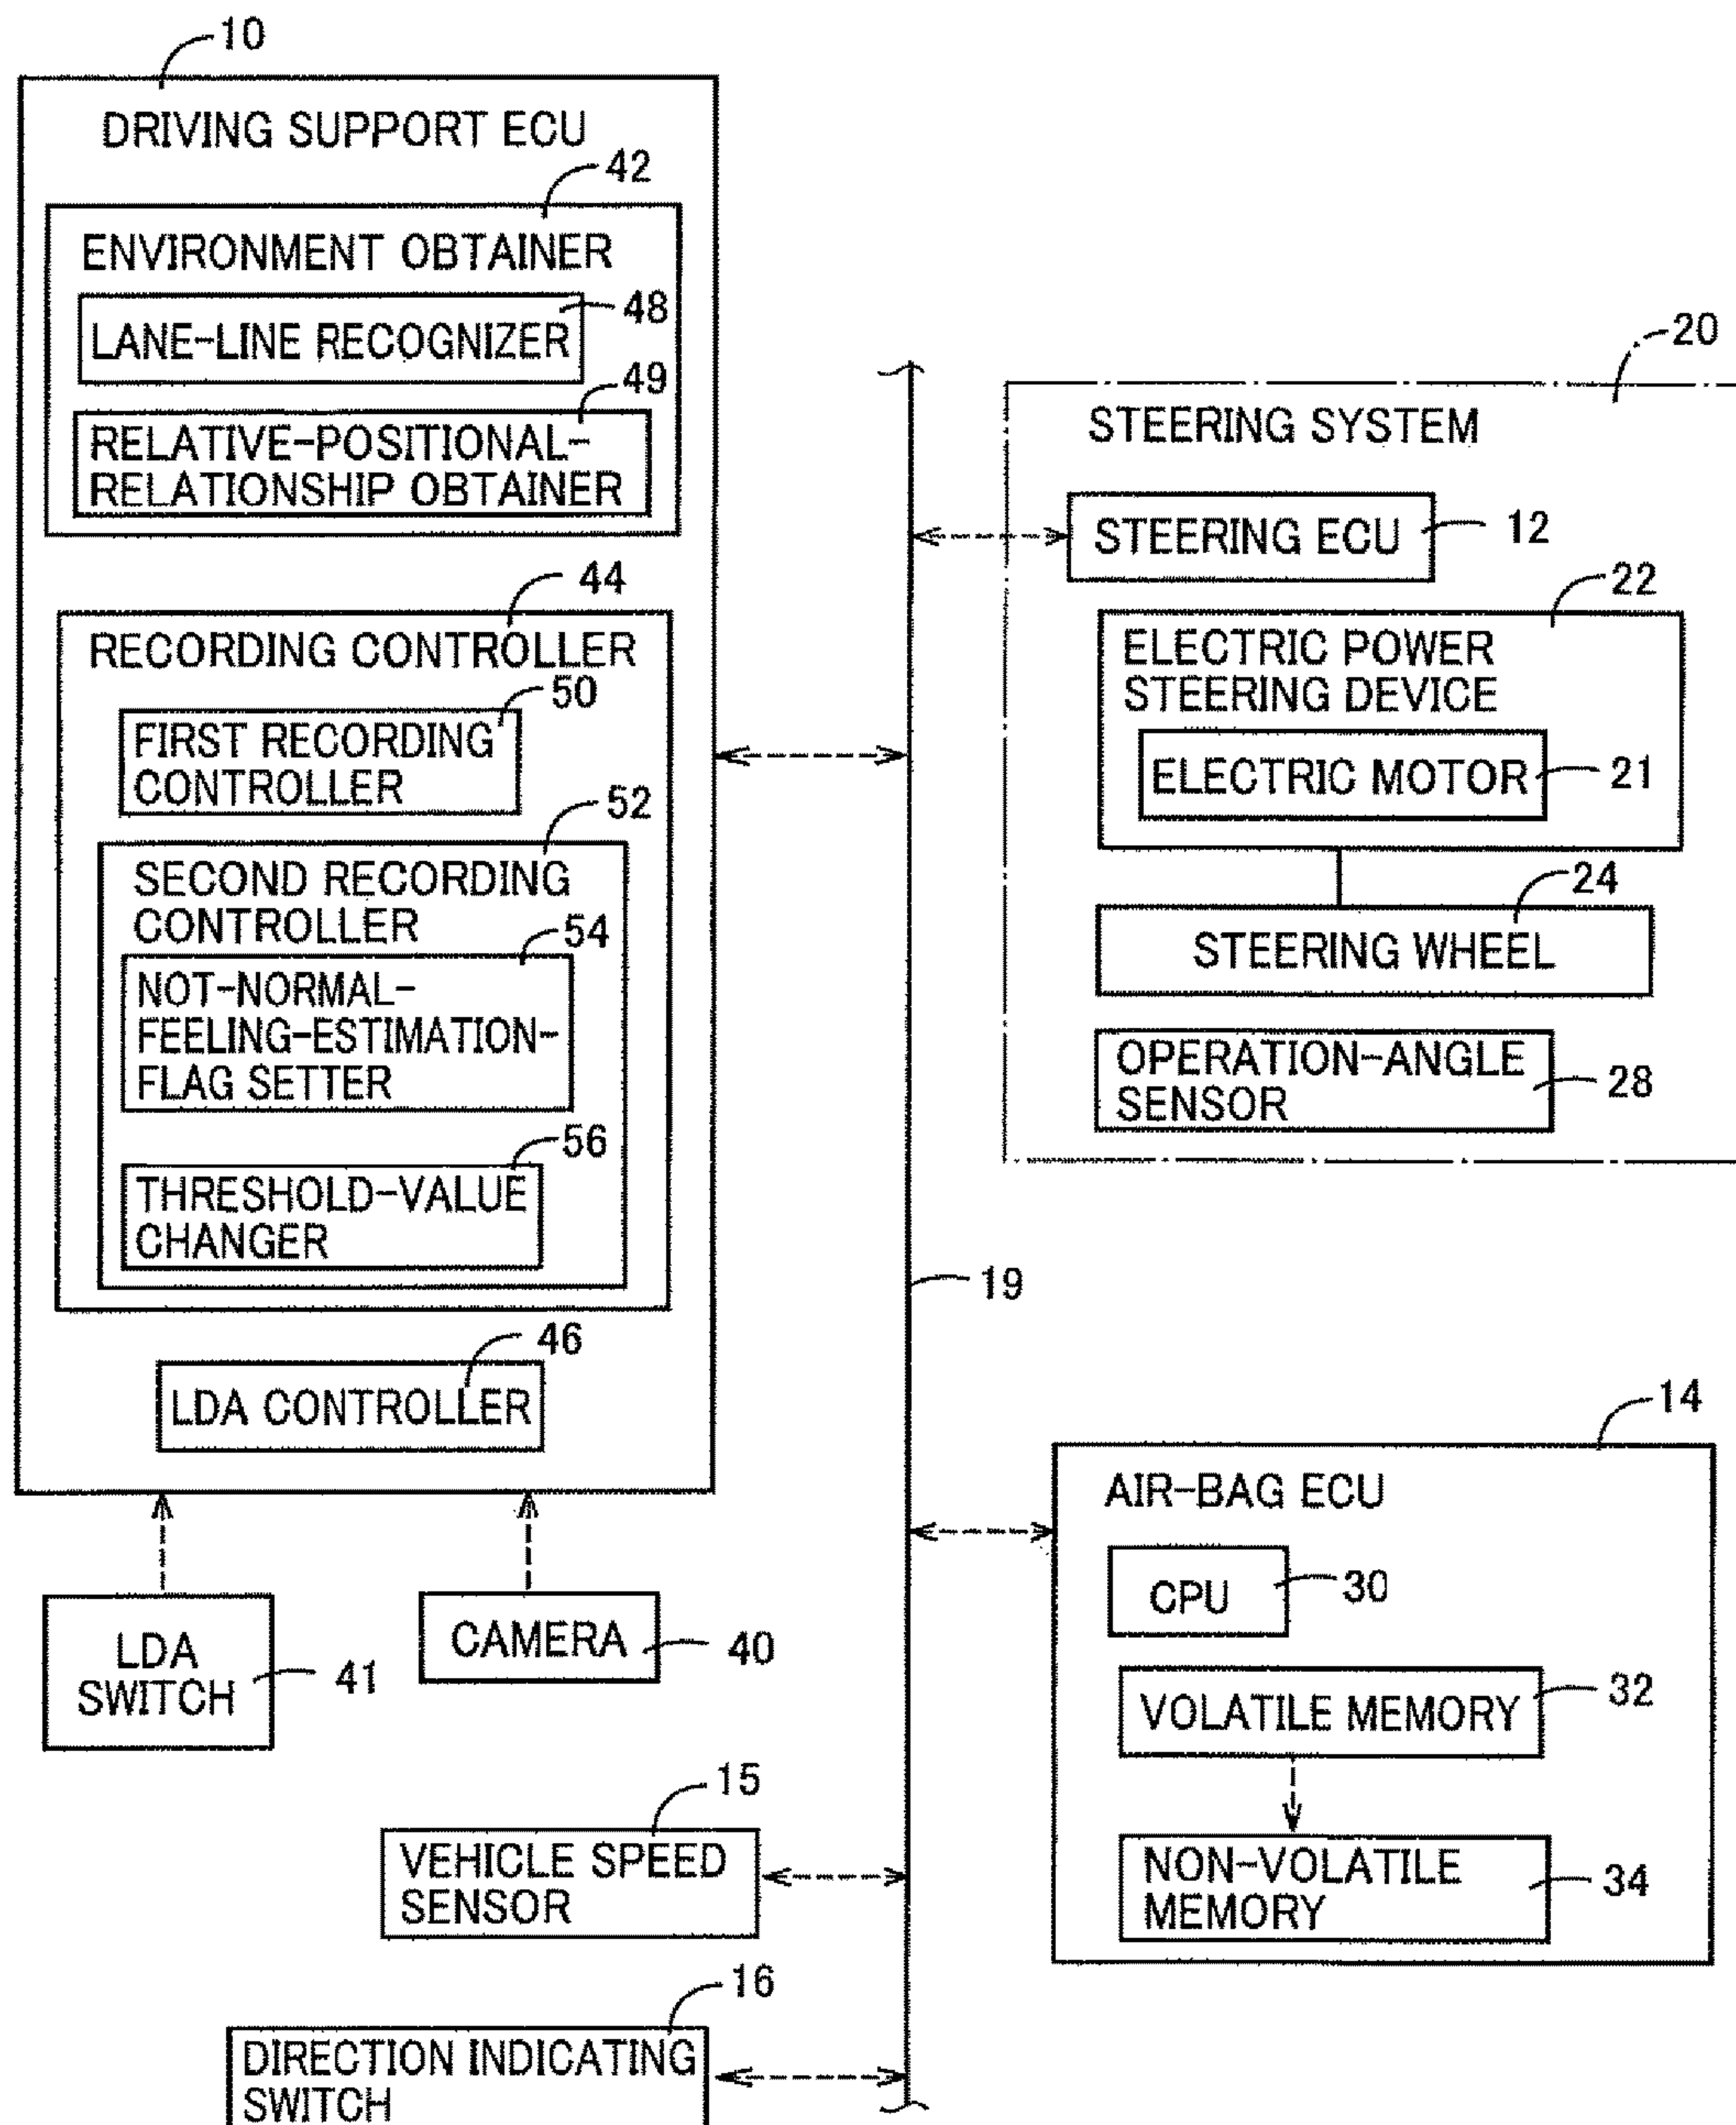 10
DRIVING SUPPORT ECU
42
ENVIRONMENT OBTAINER
48
LANE-LINE RECOGNIZER
49
RELATIVE-POSITIONAL-
RELATIONSHIP OBTAINER
44
RECORDING CONTROLLER
50
FIRST RECORDING
CONTROLLER
52
SECOND RECORDING
CONTROLLER
54
NOT-NORMAL-
FEELING-ESTIMATION-
FLAG SETTER
56
THRESHOLD-VALUE
CHANGER
46
LDA CONTROLLER
LDA
SWITCH
41
CAMERA
40
15
VEHICLE SPEED
SENSOR
16
DIRECTION INDICATING
SWITCH
19
20
STEERING SYSTEM
STEERING ECU
12
22
ELECTRIC POWER
STEERING DEVICE
ELECTRIC MOTOR
21
24
STEERING WHEEL
OPERATION-ANGLE
SENSOR
28
14
AIR-BAG ECU
CPU
30
VOLATILE MEMORY
32
NON-VOLATILE
MEMORY
34